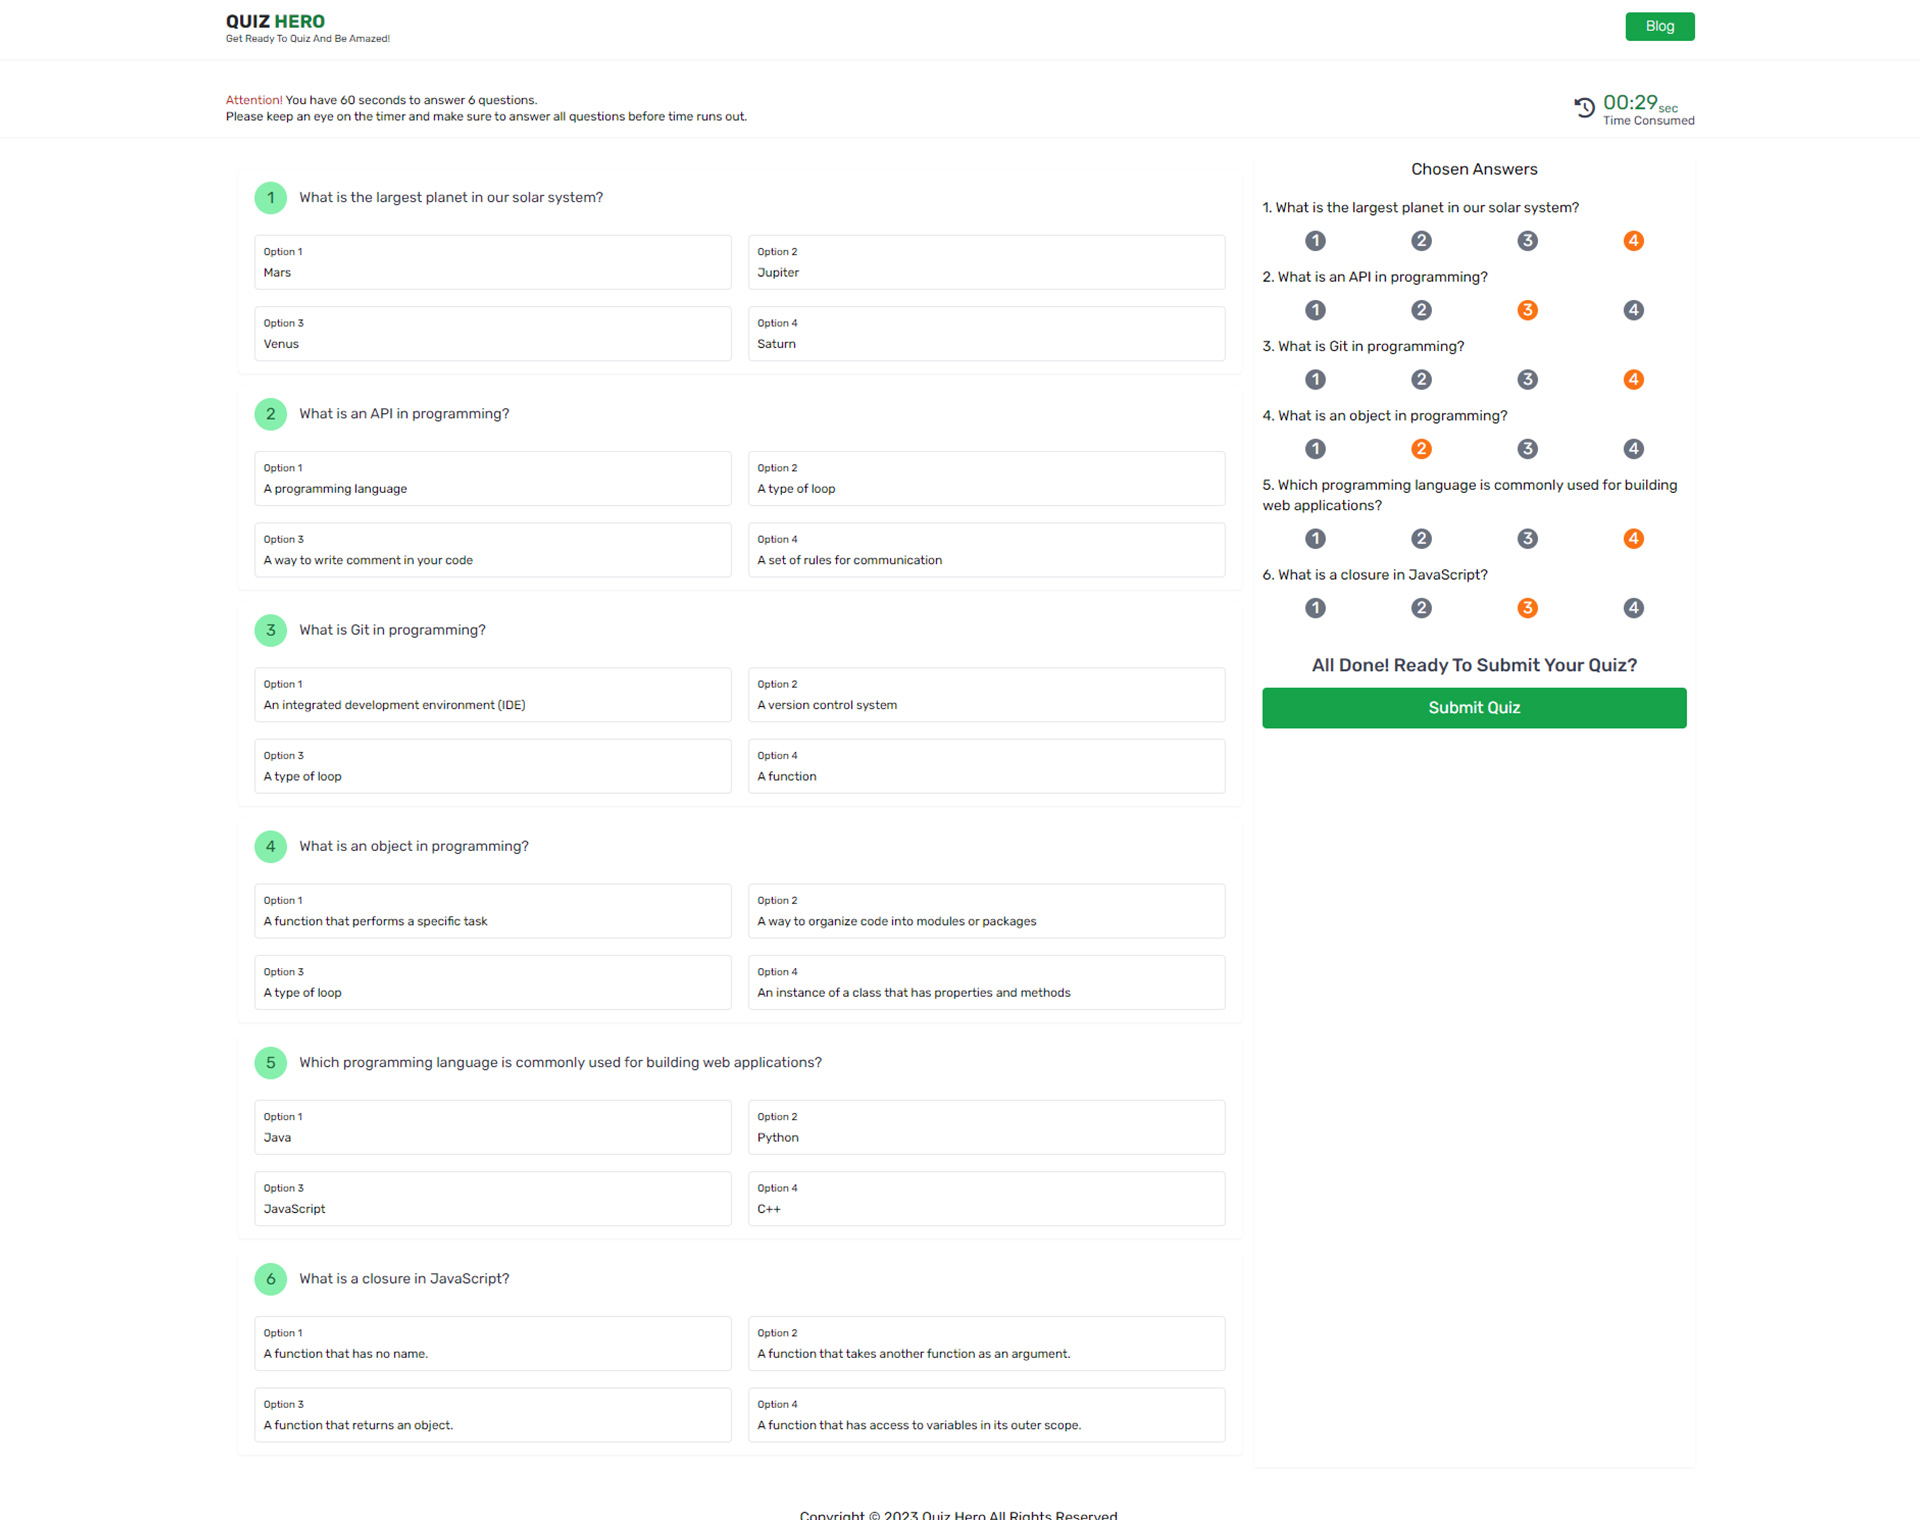 QUIZ HERO
Get Ready To Quiz And Be Amazed!
Blog
Attention! You have 60 seconds to answer 6 questions.
Please keep an eye on the timer and make sure to answer all questions before time runs out.
00:29sec
Time Consumed
1
What is the largest planet in our solar system?
Option 1
Mars
Option 2
Jupiter
Option 3
Venus
Option 4
Saturn
2
What is an API in programming?
Option 1
A programming language
Option 2
A type of loop
Option 3
A way to write comment in your code
Option 4
A set of rules for communication
3
What is Git in programming?
Option 1
An integrated development environment (IDE)
Option 2
A version control system
Option 3
A type of loop
Option 4
A function
4
What is an object in programming?
Option 1
A function that performs a specific task
Option 2
A way to organize code into modules or packages
Option 3
A type of loop
Option 4
An instance of a class that has properties and methods
5
Which programming language is commonly used for building web applications?
Option 1
Java
Option 2
Python
Option 3
JavaScript
Option 4
C++
6
What is a closure in JavaScript?
Option 1
A function that has no name.
Option 2
A function that takes another function as an argument.
Option 3
A function that returns an object.
Option 4
A function that has access to variables in its outer scope.
Chosen Answers
1. What is the largest planet in our solar system?
1 2 3 4
2. What is an API in programming?
1 2 3 4
3. What is Git in programming?
1 2 3 4
4. What is an object in programming?
1 2 3 4
5. Which programming language is commonly used for building
web applications?
1 2 3 4
6. What is a closure in JavaScript?
1 2 3 4
All Done! Ready To Submit Your Quiz?
Submit Quiz
Copyright © 2023 Quiz Hero All Rights Reserved